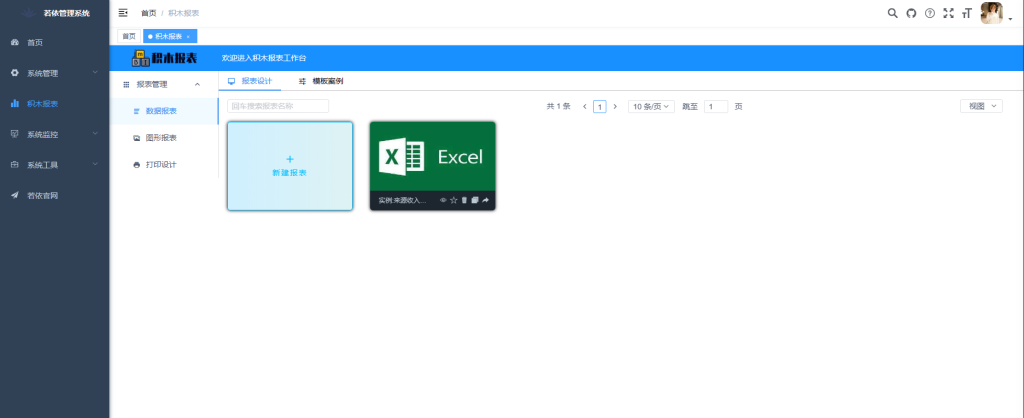 若依管理系统
首页
系统管理
积木报表
系统监控
系统工具
若依官网
首页 / 积木报表
首页
积木报表 ×
积木报表
欢迎进入积木报表工作台
报表管理
数据报表
图形报表
打印设计
报表设计
模板案例
回车搜索报表名称
共 1 条 < 1 > 10 条/页 跳至 1 页
视图
+
新建报表
X Excel
实例:来源收入...